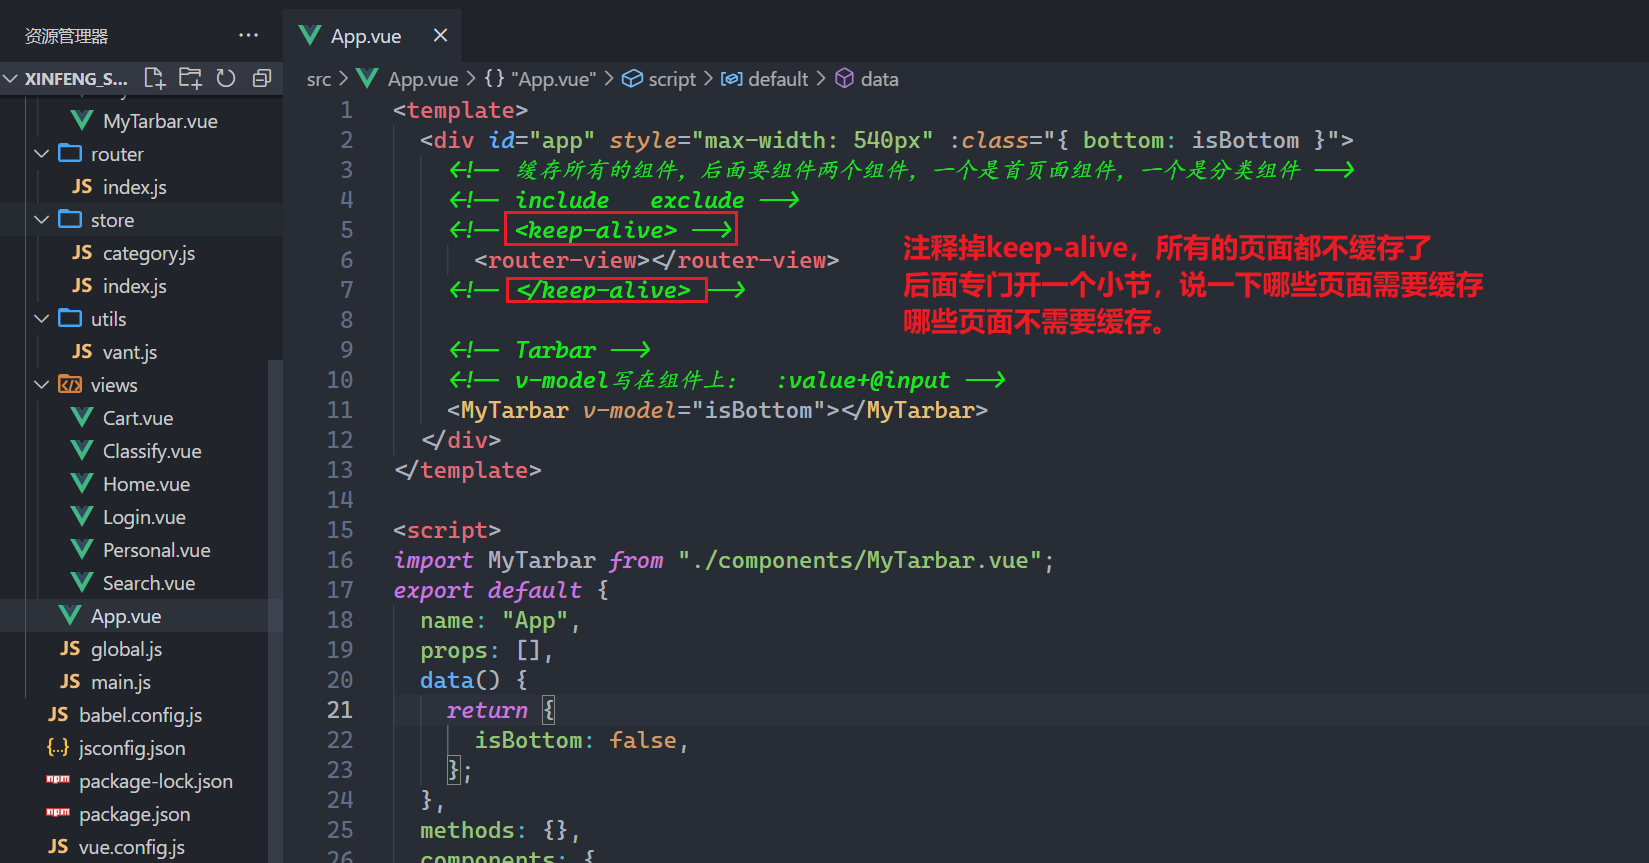 资源管理器
XINFENG_S...
MyTarbar.vue
router
index.js
store
category.js
index.js
utils
vant.js
views
Cart.vue
Classify.vue
Home.vue
Login.vue
Personal.vue
Search.vue
App.vue
global.js
main.js
babel.config.js
jsconfig.json
package-lock.json
package.json
vue.config.js
App.vue
src > App.vue > {} "App.vue" > script > default > data
1 <template>
2 <div id="app" style="max-width: 540px" :class="{ bottom: isBottom }">
3 <!-- 缓存所有的组件，后面要组件两个组件，一个是首页面组件，一个是分类组件 -->
4 <!-- include exclude -->
5 <!-- <keep-alive> -->
6 <router-view></router-view>
7 <!-- </keep-alive> -->
8
9 <!-- Tarbar -->
10 <!-- v-model写在组件上： :value+@input -->
11 <MyTarbar v-model="isBottom"></MyTarbar>
12 </div>
13 </template>
14
15 <script>
16 import MyTarbar from "./components/MyTarbar.vue";
17 export default {
18 name: "App",
19 props: [],
20 data() {
21 return {
22 isBottom: false,
23 };
24 },
25 methods: {},
26 components: {
注释掉keep-alive，所有的页面都不缓存了
后面专门开一个小节，说一下哪些页面需要缓存
哪些页面不需要缓存。